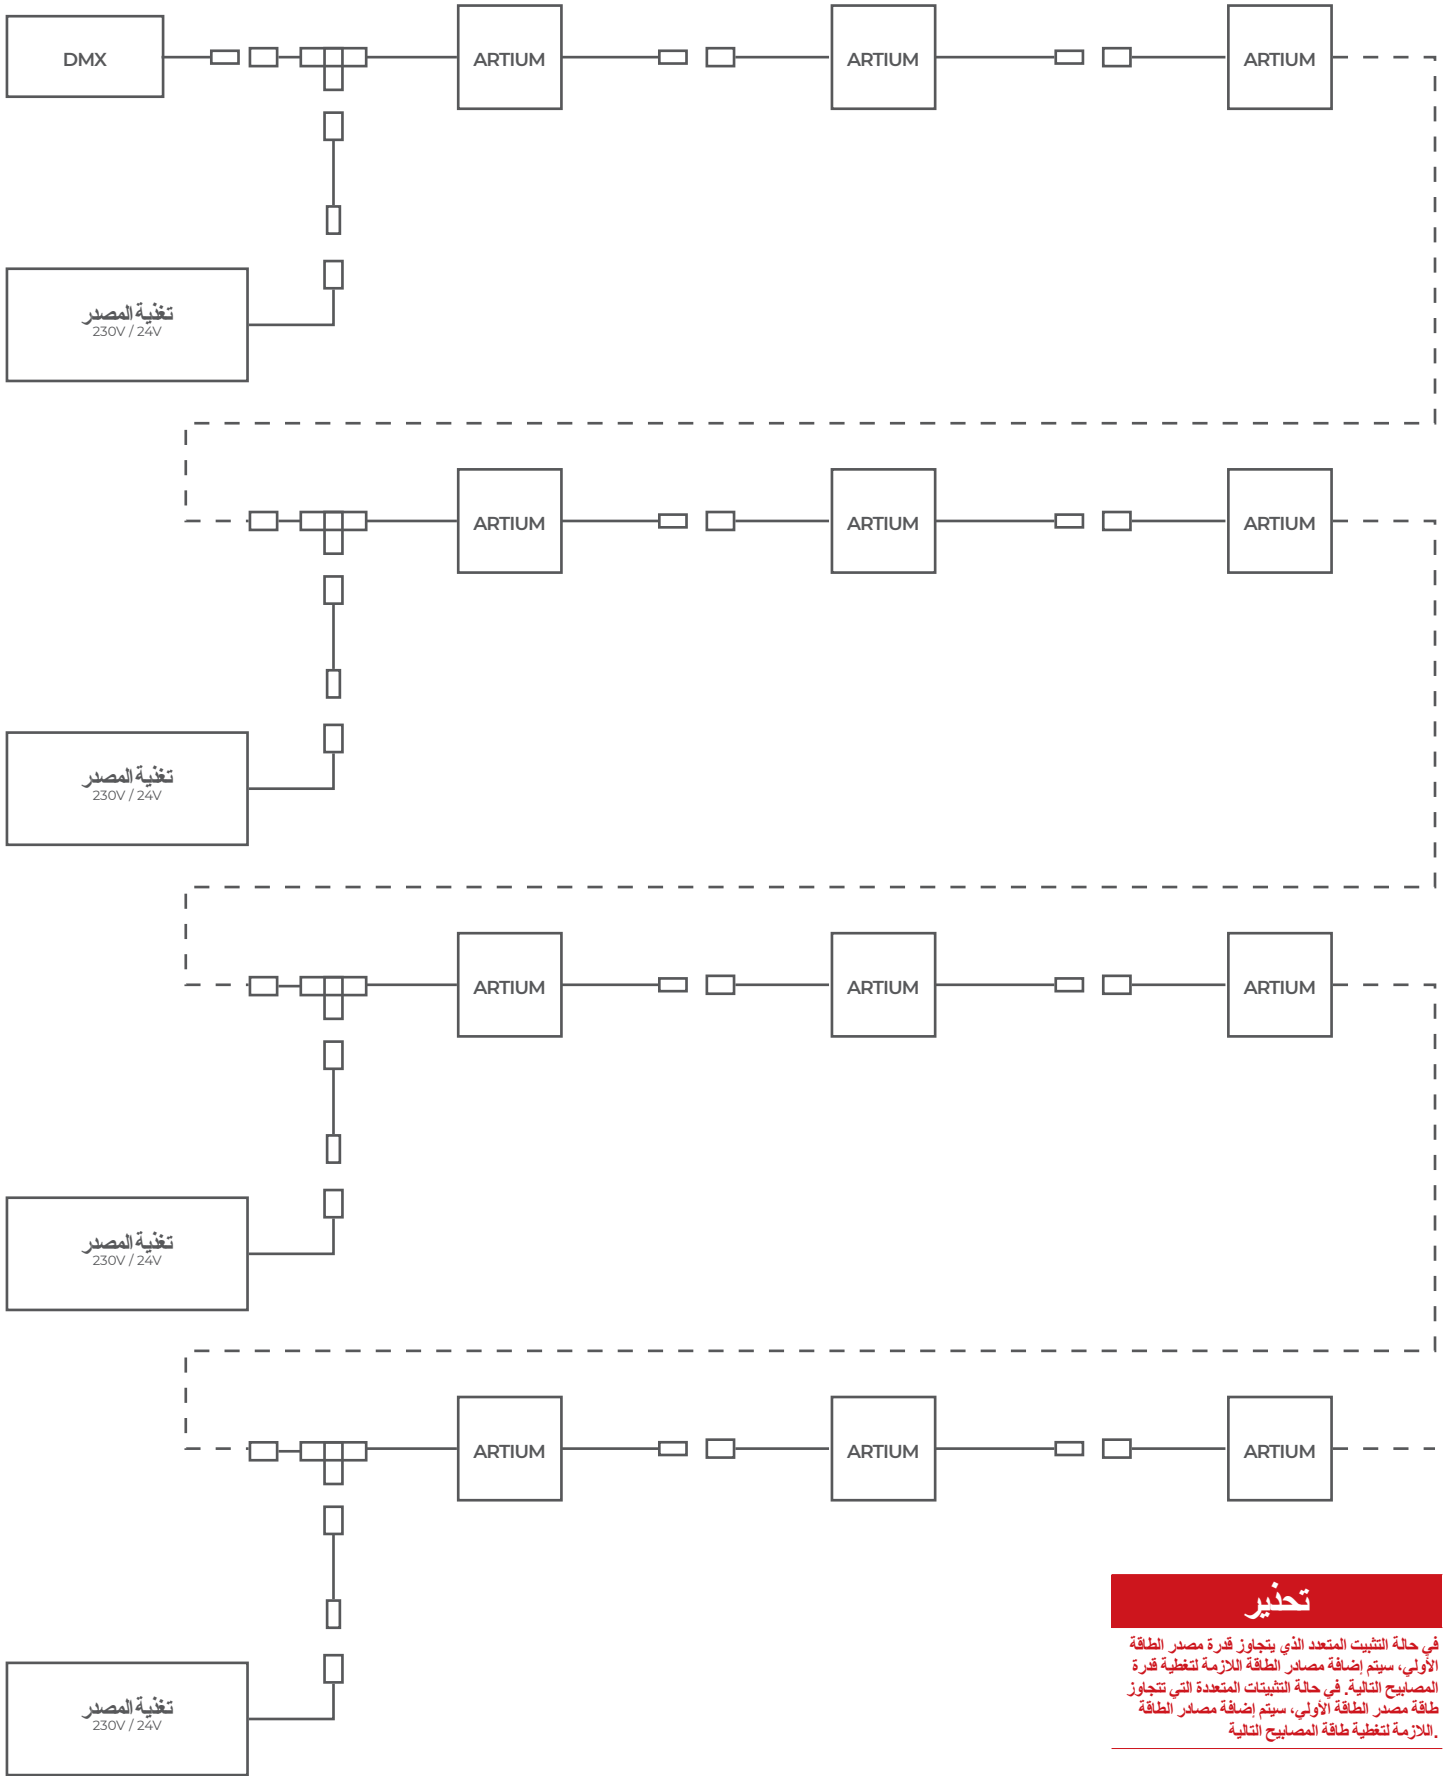 DMX
ARTIUM
ARTIUM
ARTIUM
تغذية المصدر
230V / 24V
ARTIUM
ARTIUM
ARTIUM
تغذية المصدر
230V / 24V
ARTIUM
ARTIUM
ARTIUM
تغذية المصدر
230V / 24V
ARTIUM
ARTIUM
ARTIUM
تغذية المصدر
230V / 24V
تحذير
في حالة التثبيت المتعدد الذي يتجاوز قدرة مصدر الطاقة
الأولي، سيتم إضافة مصادر الطاقة اللازمة لتغطية قدرة
المصابيح التالية. في حالة التثبيتات المتعددة التي تتجاوز
طاقة مصدر الطاقة الأولي، سيتم إضافة مصادر الطاقة
.اللازمة لتغطية طاقة المصابيح التالية